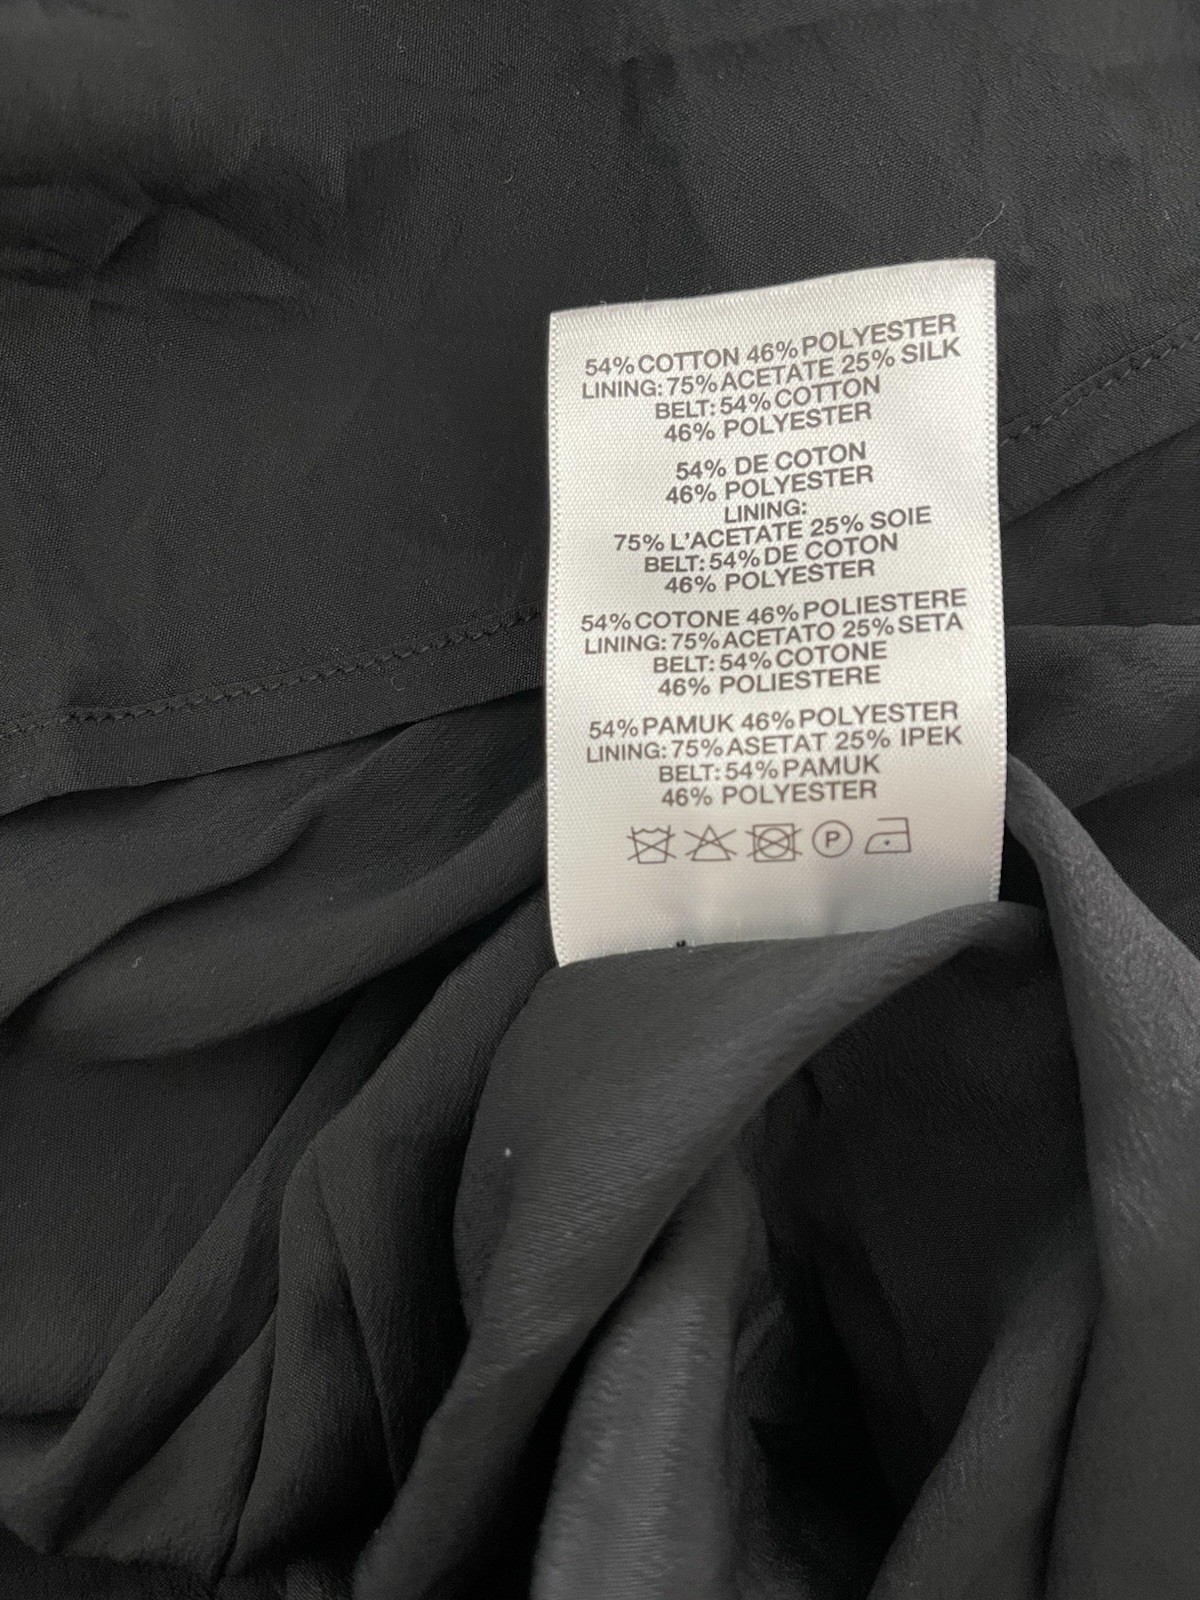 54% COTTON 46% POLYESTER
LINING: 75% ACETATE 25% SILK
BELT: 54% COTTON
46% POLYESTER
54% DE COTON
46% POLYESTER
LINING:
75% L'ACETATE 25% SOIE
BELT: 54% DE COTON
46% POLYESTER
54% COTONE 46% POLIESTERE
LINING: 75% ACETATO 25% SETA
BELT: 54% COTONE
46% POLIESTERE
54% PAMUK 46% POLYESTER
LINING: 75% ASETAT 25% IPEK
BELT: 54% PAMUK
46% POLYESTER
P